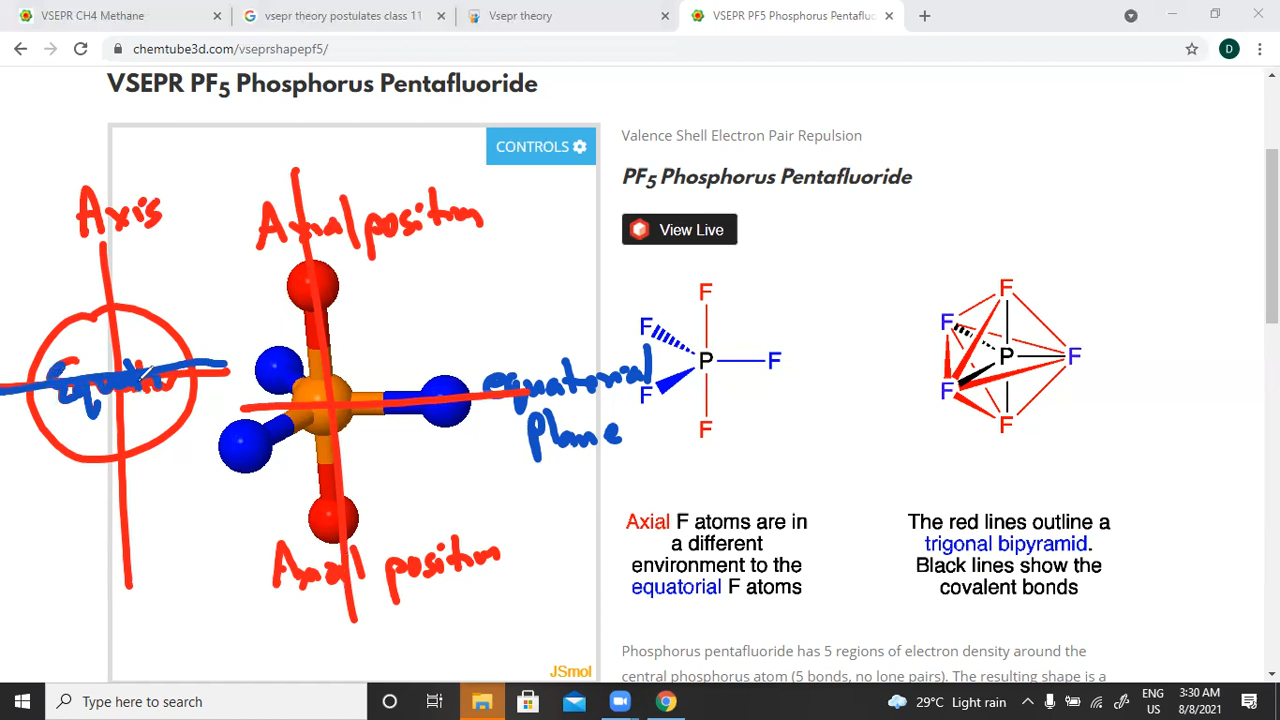 VSEPR CH4 Methane
vsepr theory postulates class 11
Vsepr theory
VSEPR PF5 Phosphorus Pentafluo
chemtube3d.com/vseprshapepf5/
D
VSEPR PF5 Phosphorus Pentafluoride
CONTROLS
Axis
Axial position
equatorial
plane
Axial position
JSmol
Valence Shell Electron Pair Repulsion
PF5 Phosphorus Pentafluoride
View Live
F
F
P
F
F
F
F
F
P
F
F
F
Axial F atoms are in
a different
environment to the
equatorial F atoms
The red lines outline a
trigonal bipyramid.
Black lines show the
covalent bonds
Phosphorus pentafluoride has 5 regions of electron density around the
central phosphorus atom (5 bonds, no lone pairs). The resulting shape is a
Type here to search
29°C Light rain
ENG
US
3:30 AM
8/8/2021